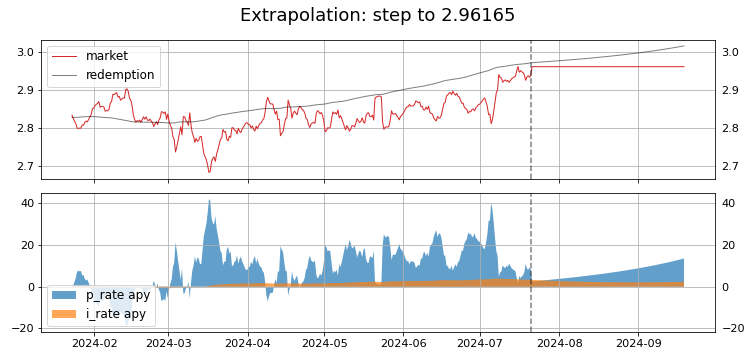 Extrapolation: step to 2.96165
3.0 3.0
market
redemption
2.9 2.9
2.8 2.8
2.7 2.7
40 40
20 20
0 0
p_rate apy
i_rate apy
−20 −20
2024-02 2024-03 2024-04 2024-05 2024-06 2024-07 2024-08 2024-09